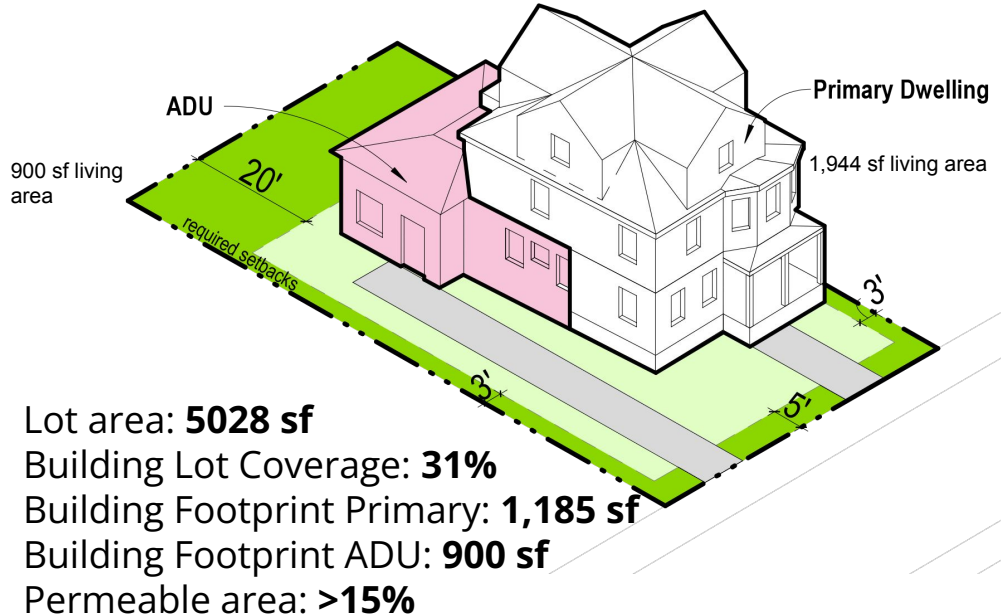 ADU
Primary Dwelling
900 sf living
area
1,944 sf living area
20'
required setbacks
3'
3'
5'
Lot area: 5028 sf
Building Lot Coverage: 31%
Building Footprint Primary: 1,185 sf
Building Footprint ADU: 900 sf
Permeable area: >15%